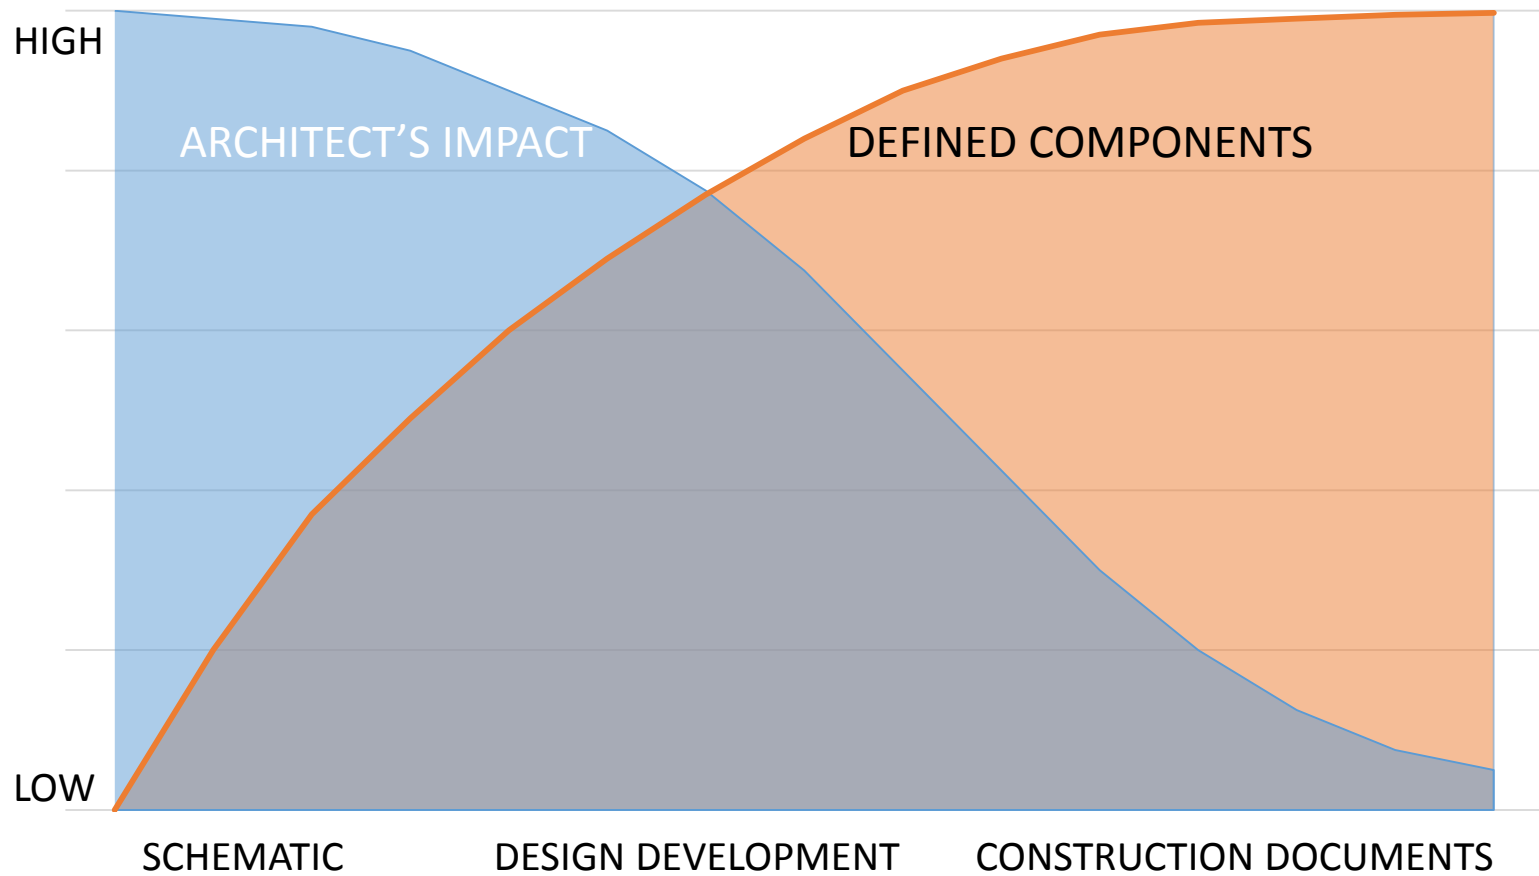 HIGH
ARCHITECT’S IMPACT
DEFINED COMPONENTS
LOW
SCHEMATIC
DESIGN DEVELOPMENT
CONSTRUCTION DOCUMENTS